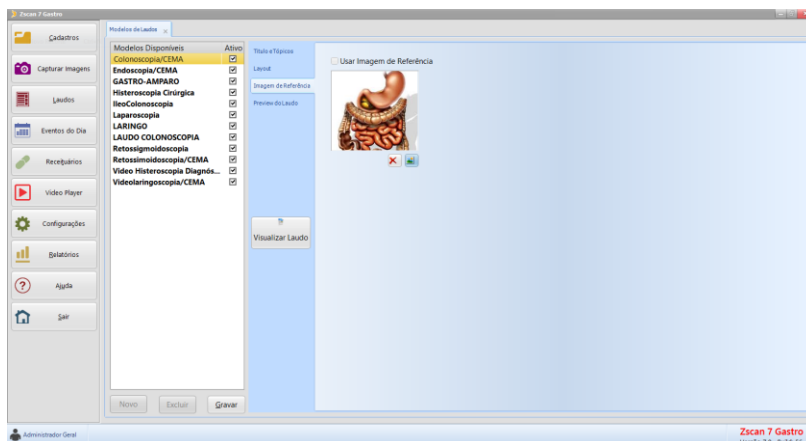 Zscan 7 Gastro
Cadastros
Capturar Imagens
Laudos
Eventos do Dia
Receituários
Video Player
Configurações
Relatórios
Ajuda
Sair
Modelos de Laudos
Modelos Disponíveis Ativo
Colonoscopia/CEMA
Endoscopia/CEMA
GASTRO-AMPARO
Histeroscopia Cirúrgica
IleoColonoscopia
Laparoscopia
LARINGO
LAUDO COLONOSCOPIA
Retossigmoidoscopia
Retossimoidoscopia/CEMA
Video Histeroscopia Diagnós...
Videolaringoscopia/CEMA
Novo Excluir Gravar
Titulo e Tópicos
Layout
Imagem de Referência
Preview do Laudo
Visualizar Laudo
Usar Imagem de Referência
Administrador Geral
Zscan 7 Gastro